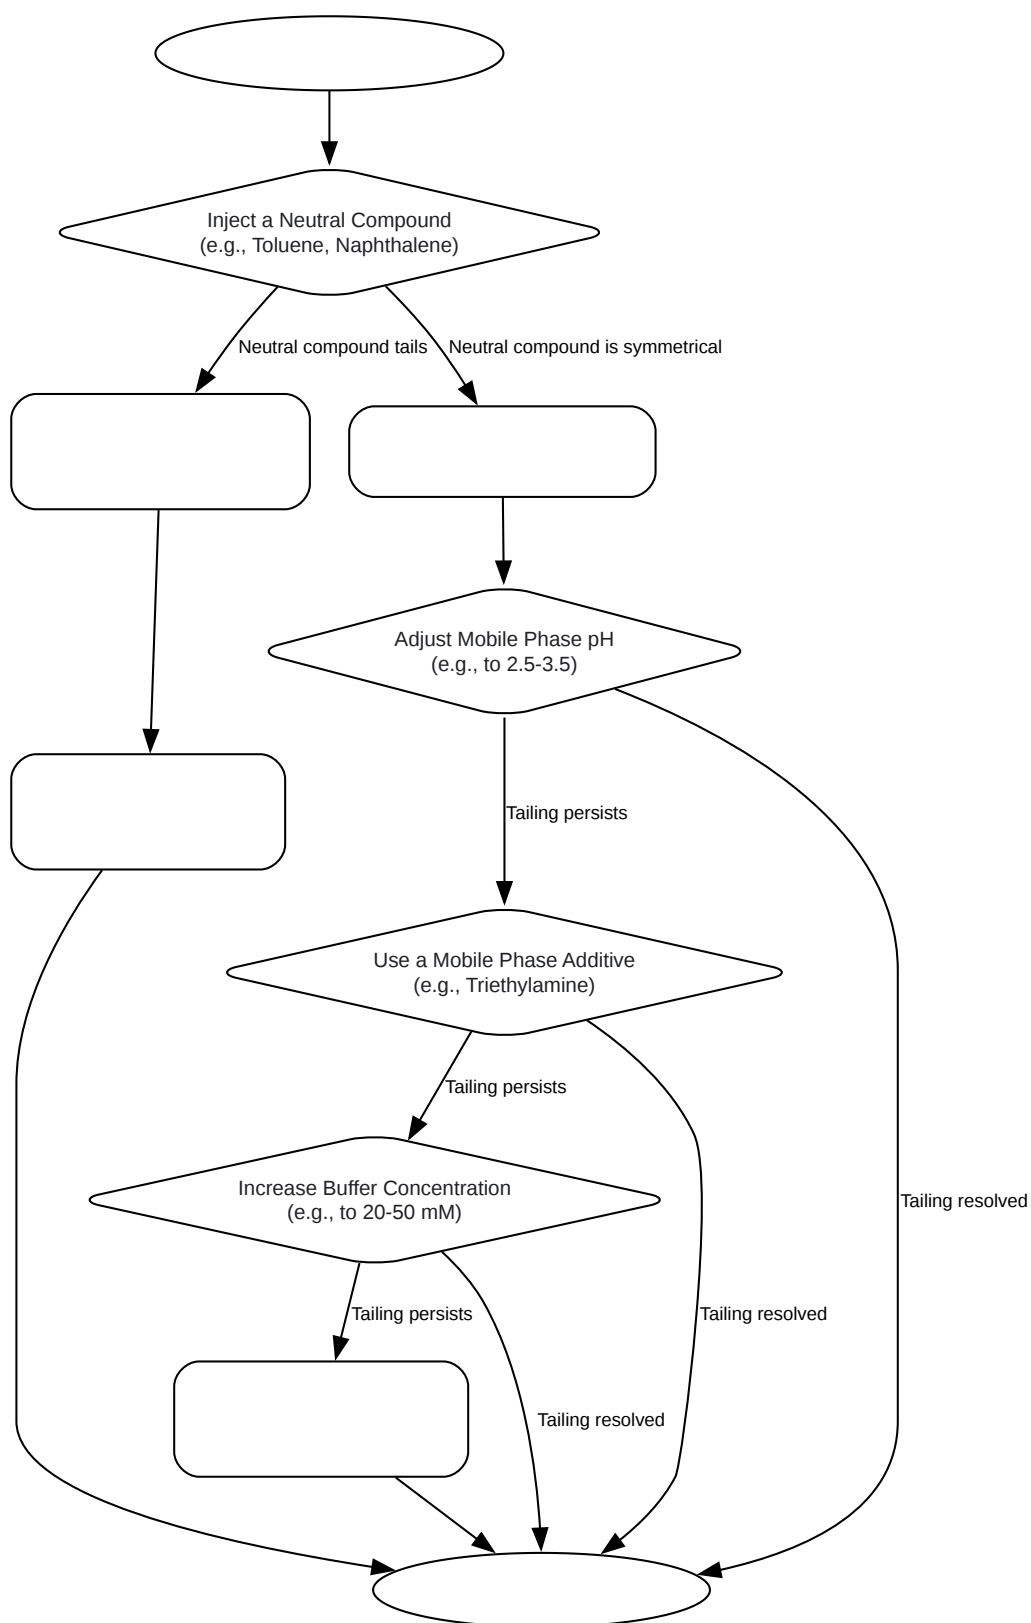 Inject a Neutral Compound
(e.g., Toluene, Naphthalene)
Neutral compound tails
Neutral compound is symmetrical
Adjust Mobile Phase pH
(e.g., to 2.5-3.5)
Tailing persists
Use a Mobile Phase Additive
(e.g., Triethylamine)
Tailing persists
Increase Buffer Concentration
(e.g., to 20-50 mM)
Tailing resolved
Tailing persists
Tailing resolved
Tailing resolved